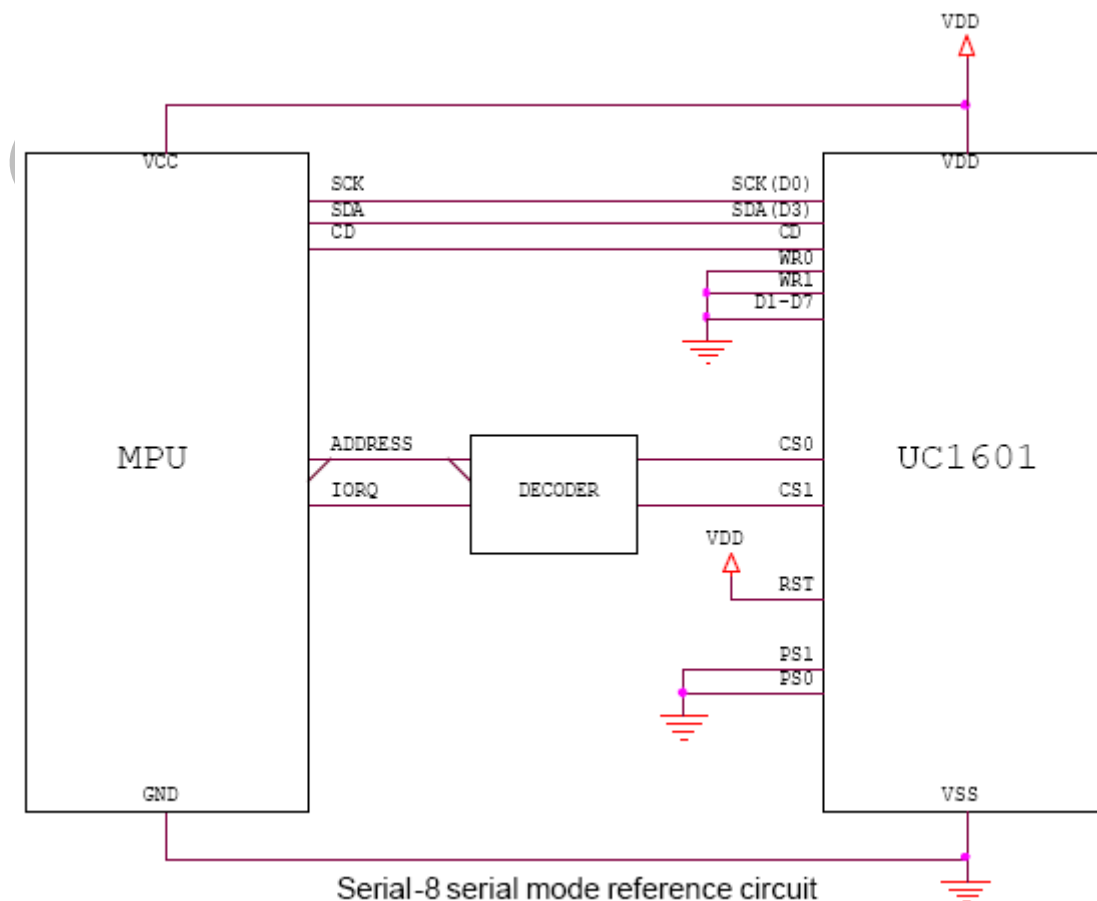 VDD
VCC VDD
SCK SCK(D0)
SDA SDA(D3)
CD CD
WR0
WR1
D1-D7
ADDRESS CS0
MPU DECODER UC1601
IORQ CS1
VDD
RST
PS1
PS0
GND VSS
Serial-8 serial mode reference circuit